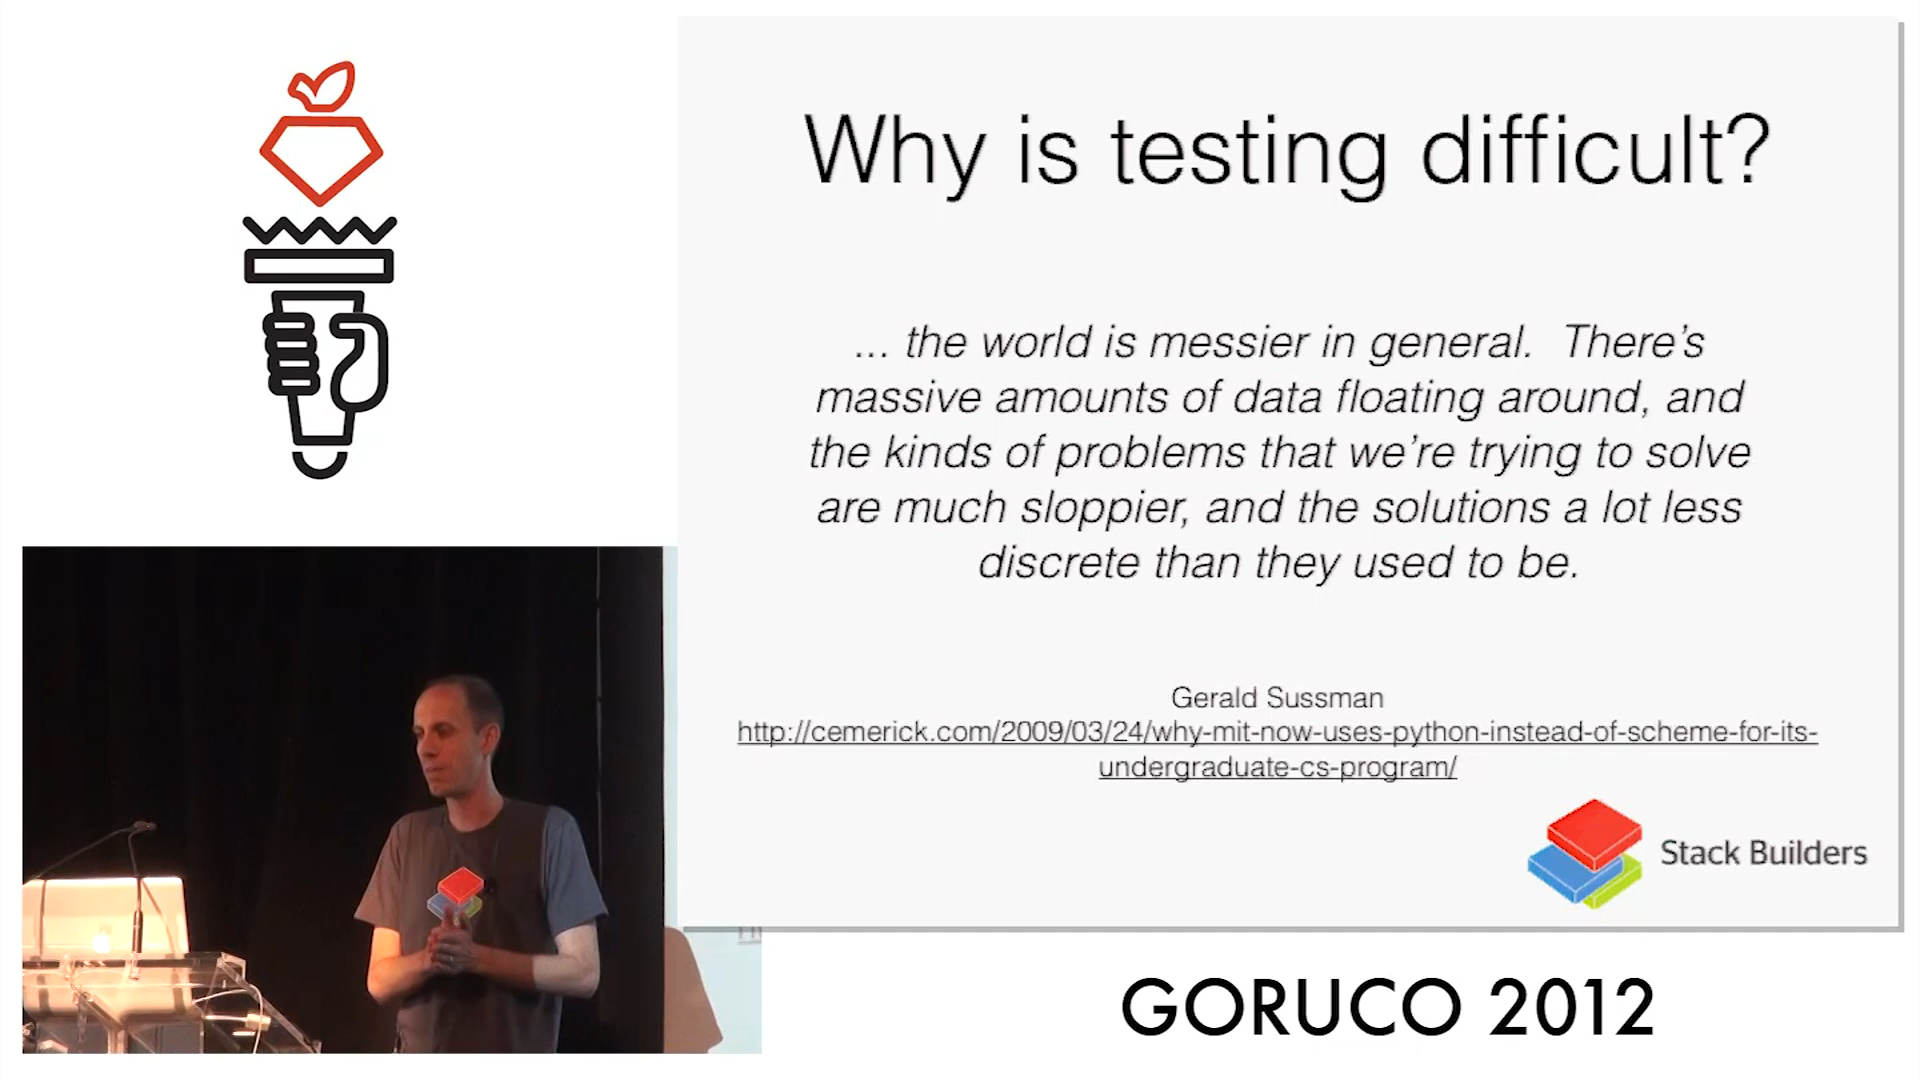 Why is testing difficult?
... the world is messier in general.  There's
massive amounts of data floating around, and
the kinds of problems that we're trying to solve
are much sloppier, and the solutions a lot less
discrete than they used to be.
Gerald Sussman
http://cemerick.com/2009/03/24/why-mit-now-uses-python-instead-of-scheme-for-its-
undergraduate-cs-program/
Stack Builders
GORUCO 2012